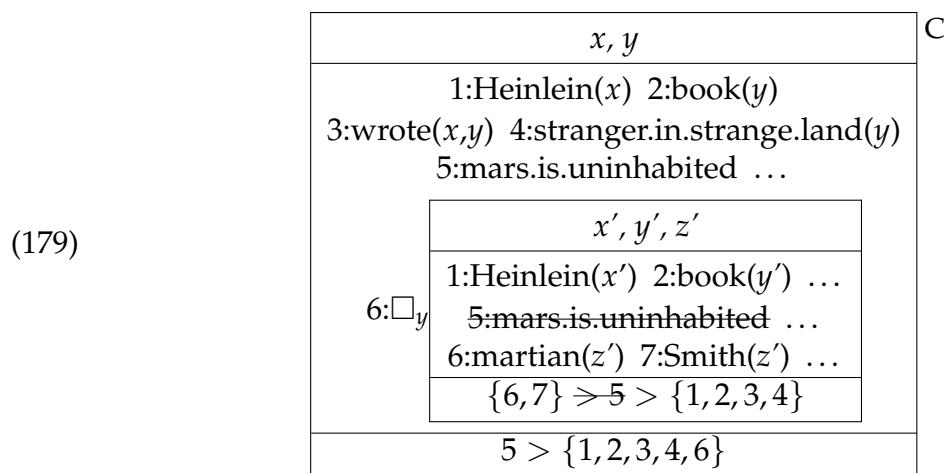 x, y
C
1:Heinlein(x) 2:book(y)
3:wrote(x,y) 4:stranger.in.strange.land(y)
5:mars.is.uninhabited …
(179)
x′, y′, z′
1:Heinlein(x') 2:book(y') …
6:□y
5:mars.is.uninhabited …
6:martian(z') 7:Smith(z') …
{6, 7} > 5 > {1, 2, 3, 4}
5 > {1, 2, 3, 4, 6}